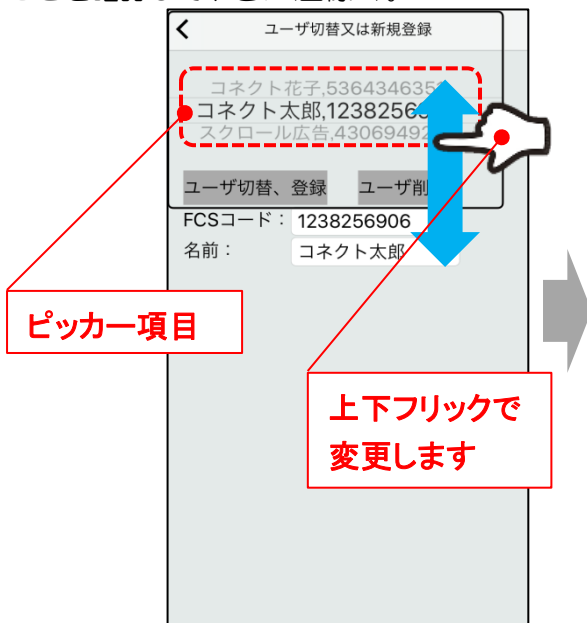 ユーザ切替又は新規登録
コネクト花子,536434635
コネクト太郎,12382569
スクロール広告,43069492
ユーザ切替、登録 ユーザ削
FCSコード： 1238256906
名前： コネクト太郎
ピッカー項目
上下フリックで
変更します